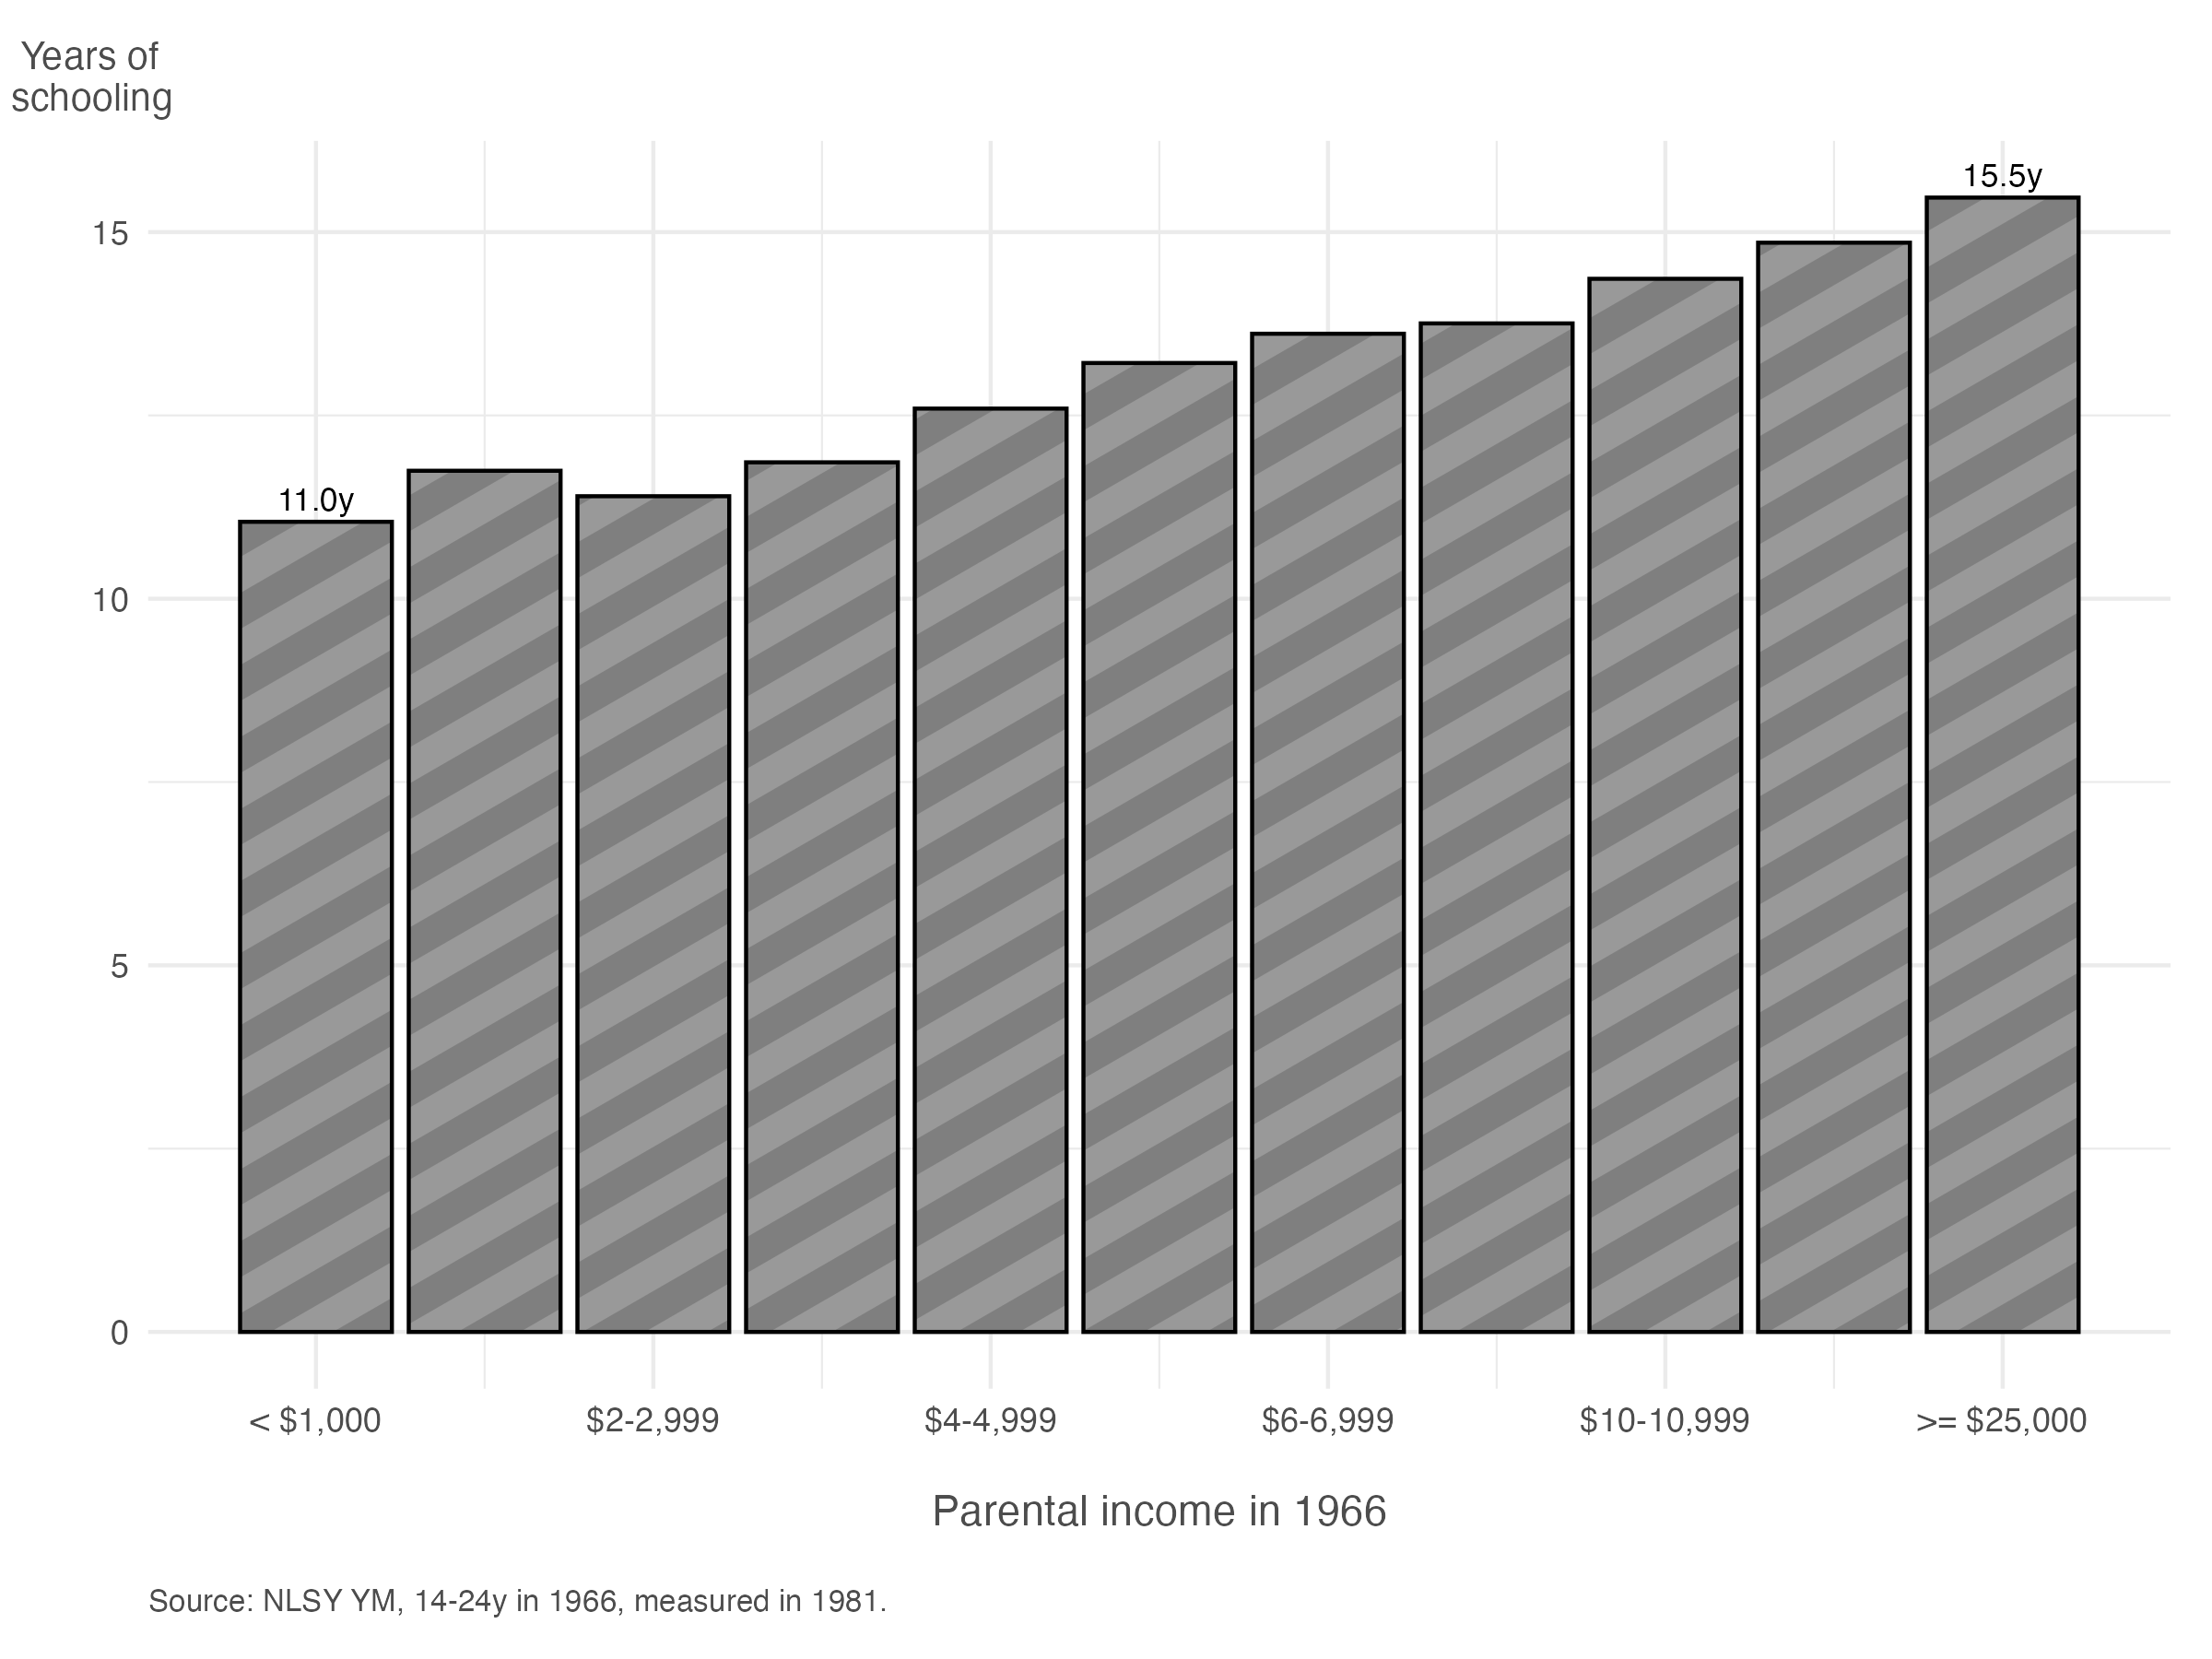 Years of
schooling
15.5y
15
11.0y
10
5
0
< $1,000 $2-2,999 $4-4,999 $6-6,999 $10-10,999 >= $25,000
Parental income in 1966
Source: NLSY YM, 14-24y in 1966, measured in 1981.